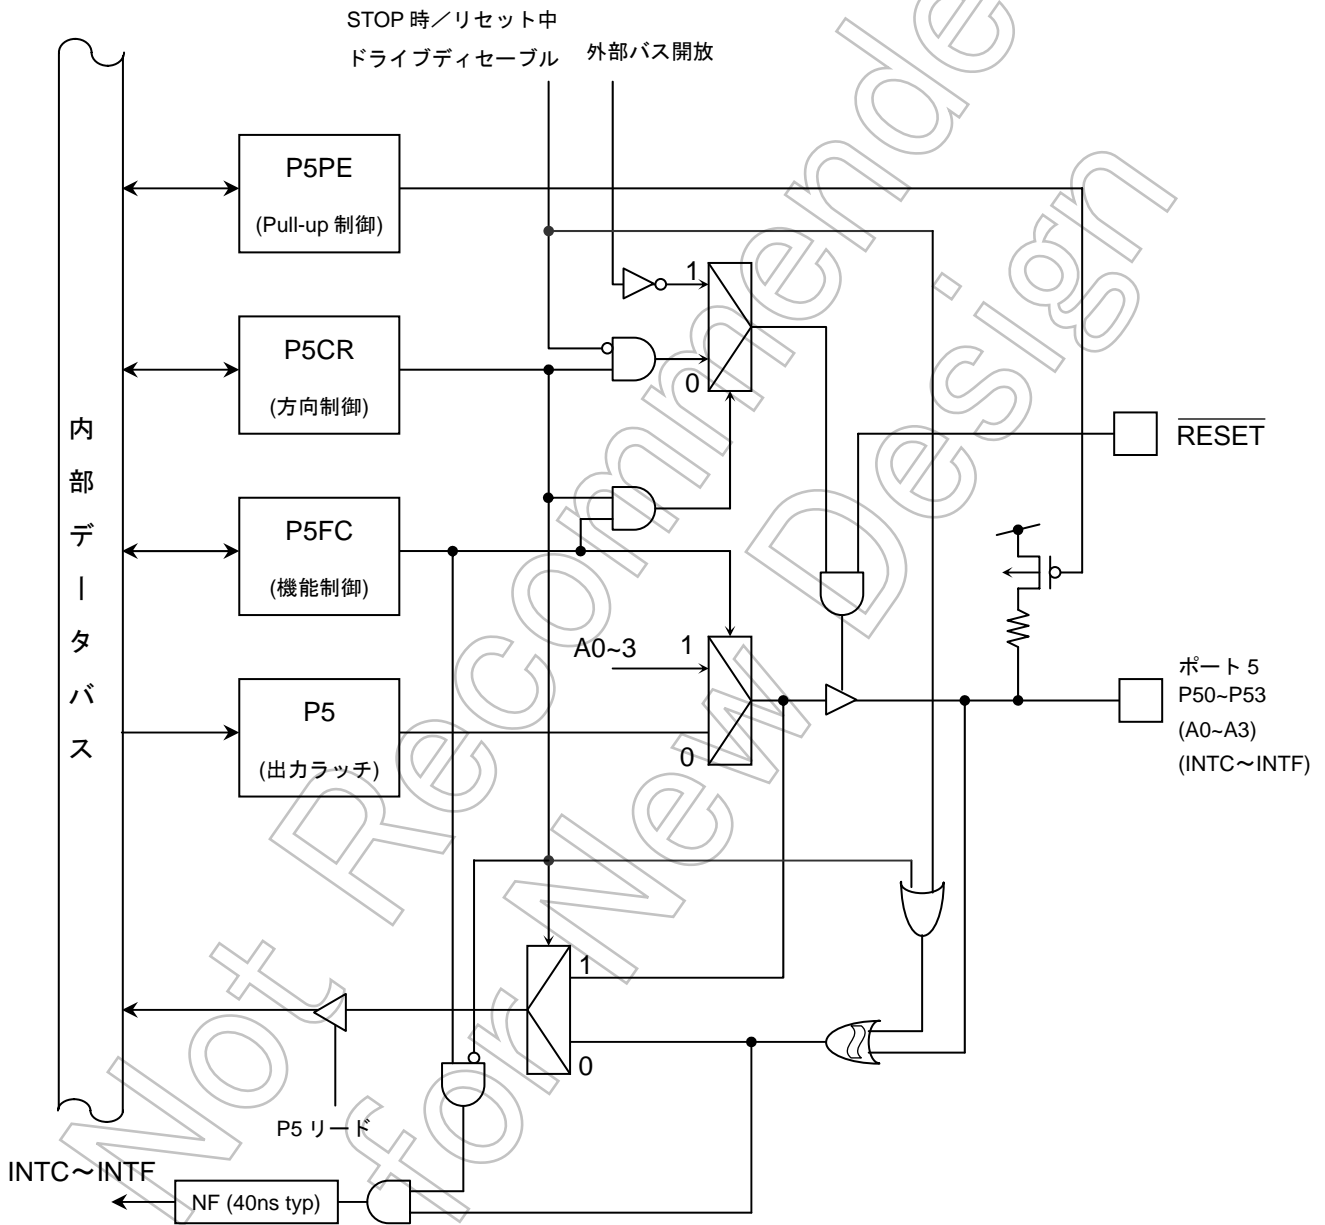 STOP 時／リセット中
ドライブディセーブル
外部バス開放
P5PE
(Pull-up 制御)
1
P5CR
(方向制御)
0
RESET
内部データバス
P5FC
(機能制御)
A0~3
1
P5
(出力ラッチ)
0
ポート 5
P50~P53
(A0~A3)
(INTC～INTF)
1
0
P5 リード
INTC～INTF
NF (40ns typ)
Not Recommended
for New Design